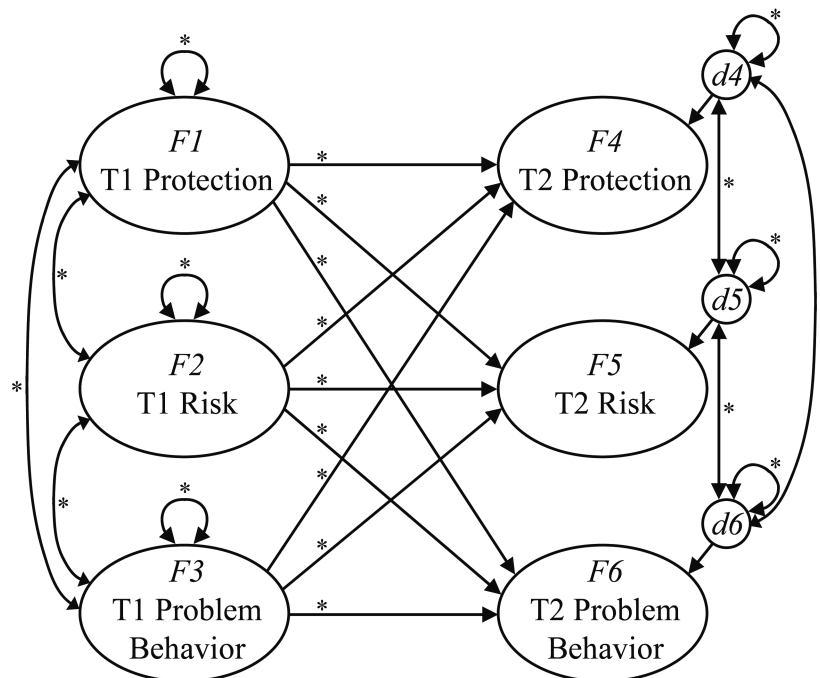 *
*
d4
F1
T1 Protection
*
F4
T2 Protection
*
*
*
*
*
*
d5
F2
T1 Risk
*
*
F5
T2 Risk
*
*
*
*
*
*
*
d6
F3
T1 Problem
Behavior
*
F6
T2 Problem
Behavior